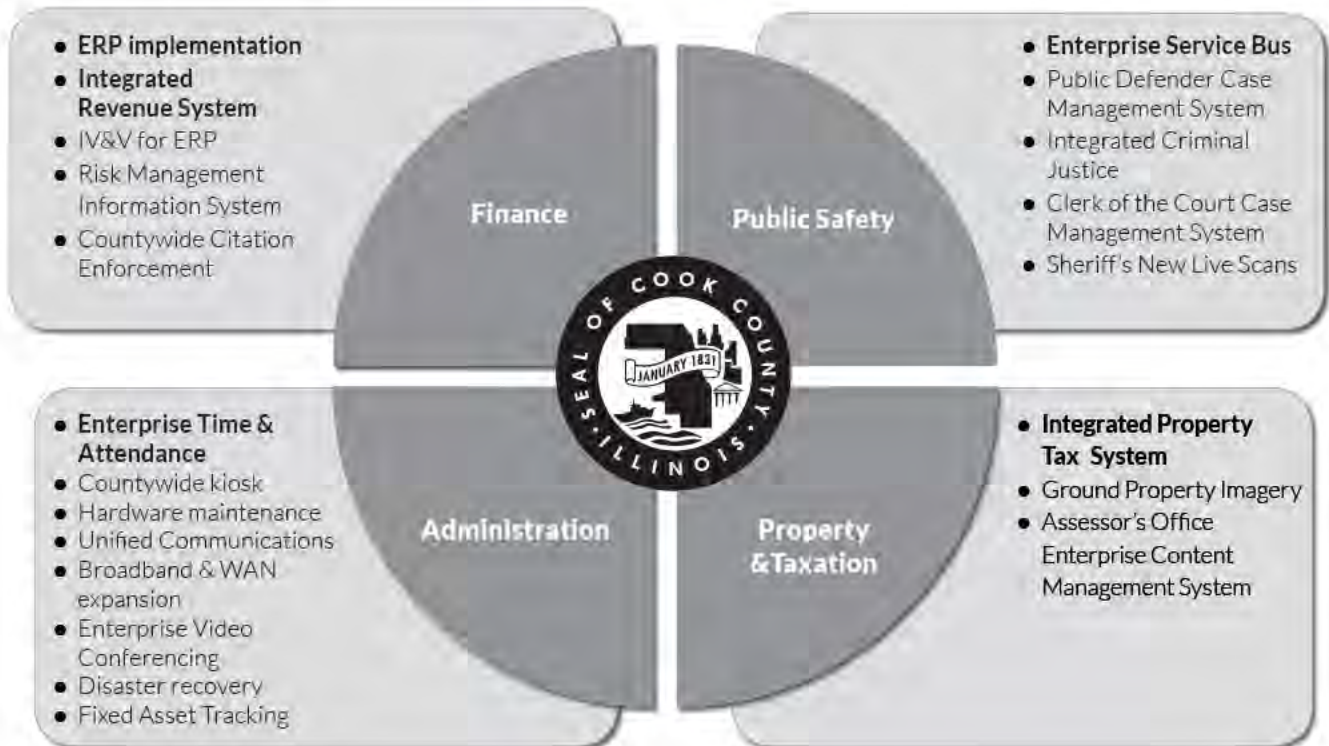 ● ERP implementation
● Integrated
Revenue System
● IV&V for ERP
● Risk Management
Information System
● Countywide Citation
Enforcement
Finance
● Enterprise Service Bus
● Public Defender Case
Management System
● Integrated Criminal
Justice
● Clerk of the Court Case
Management System
● Sheriff's New Live Scans
Public Safety
SEAL OF COOK COUNTY
JANUARY 1831
• ILLINOIS •
● Enterprise Time &
Attendance
● Countywide kiosk
● Hardware maintenance
● Unified Communications
● Broadband & WAN
expansion
● Enterprise Video
Conferencing
● Disaster recovery
● Fixed Asset Tracking
Administration
● Integrated Property
Tax System
● Ground Property Imagery
● Assessor's Office
Enterprise Content
Management System
Property
&Taxation